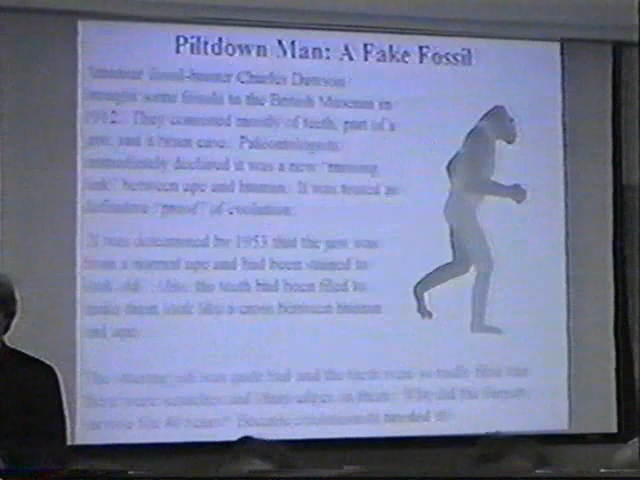 Piltdown Man: A Fake Fossil
Amateur fossil-hunter Charles Dawson
brought some fossils to the British Museum in
1912. They consisted mostly of teeth, part of a
jaw, and a brain case. Paleontologists
immediately declared it was a new "missing
link" between ape and human. It was touted as
definitive "proof" of evolution.
It was determined by 1953 that the jaw was
from a normal ape and had been stained to
look old. Also, the teeth had been filed to
make them look like a cross between human
and ape.
The staining job was quite bad and the teeth were so badly filed that
there were scratches and sharp edges on them. Why did the forgery
survive for 40 years? Because evolutionists needed it!